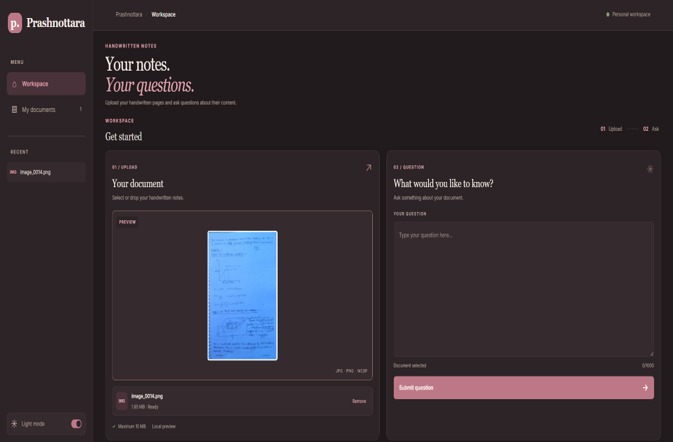 p. Prashnottara
MENU
Workspace
My documents 1
RECENT
IMG Image_0014.png
Light mode
Prashnottara Workspace
Personal workspace
HANDWRITTEN NOTES
Your notes.
Your questions.
Upload your handwritten pages and ask questions about their content.
WORKSPACE
Get started
01 Upload 02 Ask
01 / UPLOAD
Your document
Select or drop your handwritten notes.
PREVIEW
JPG · PNG · WEBP
IMG Image_0014.png
Ready
Remove
✓ Maximum 10 MB Local preview
02 / QUESTION
What would you like to know?
Ask something about your document.
YOUR QUESTION
Type your question here...
Document selected 0/1000
Submit question →